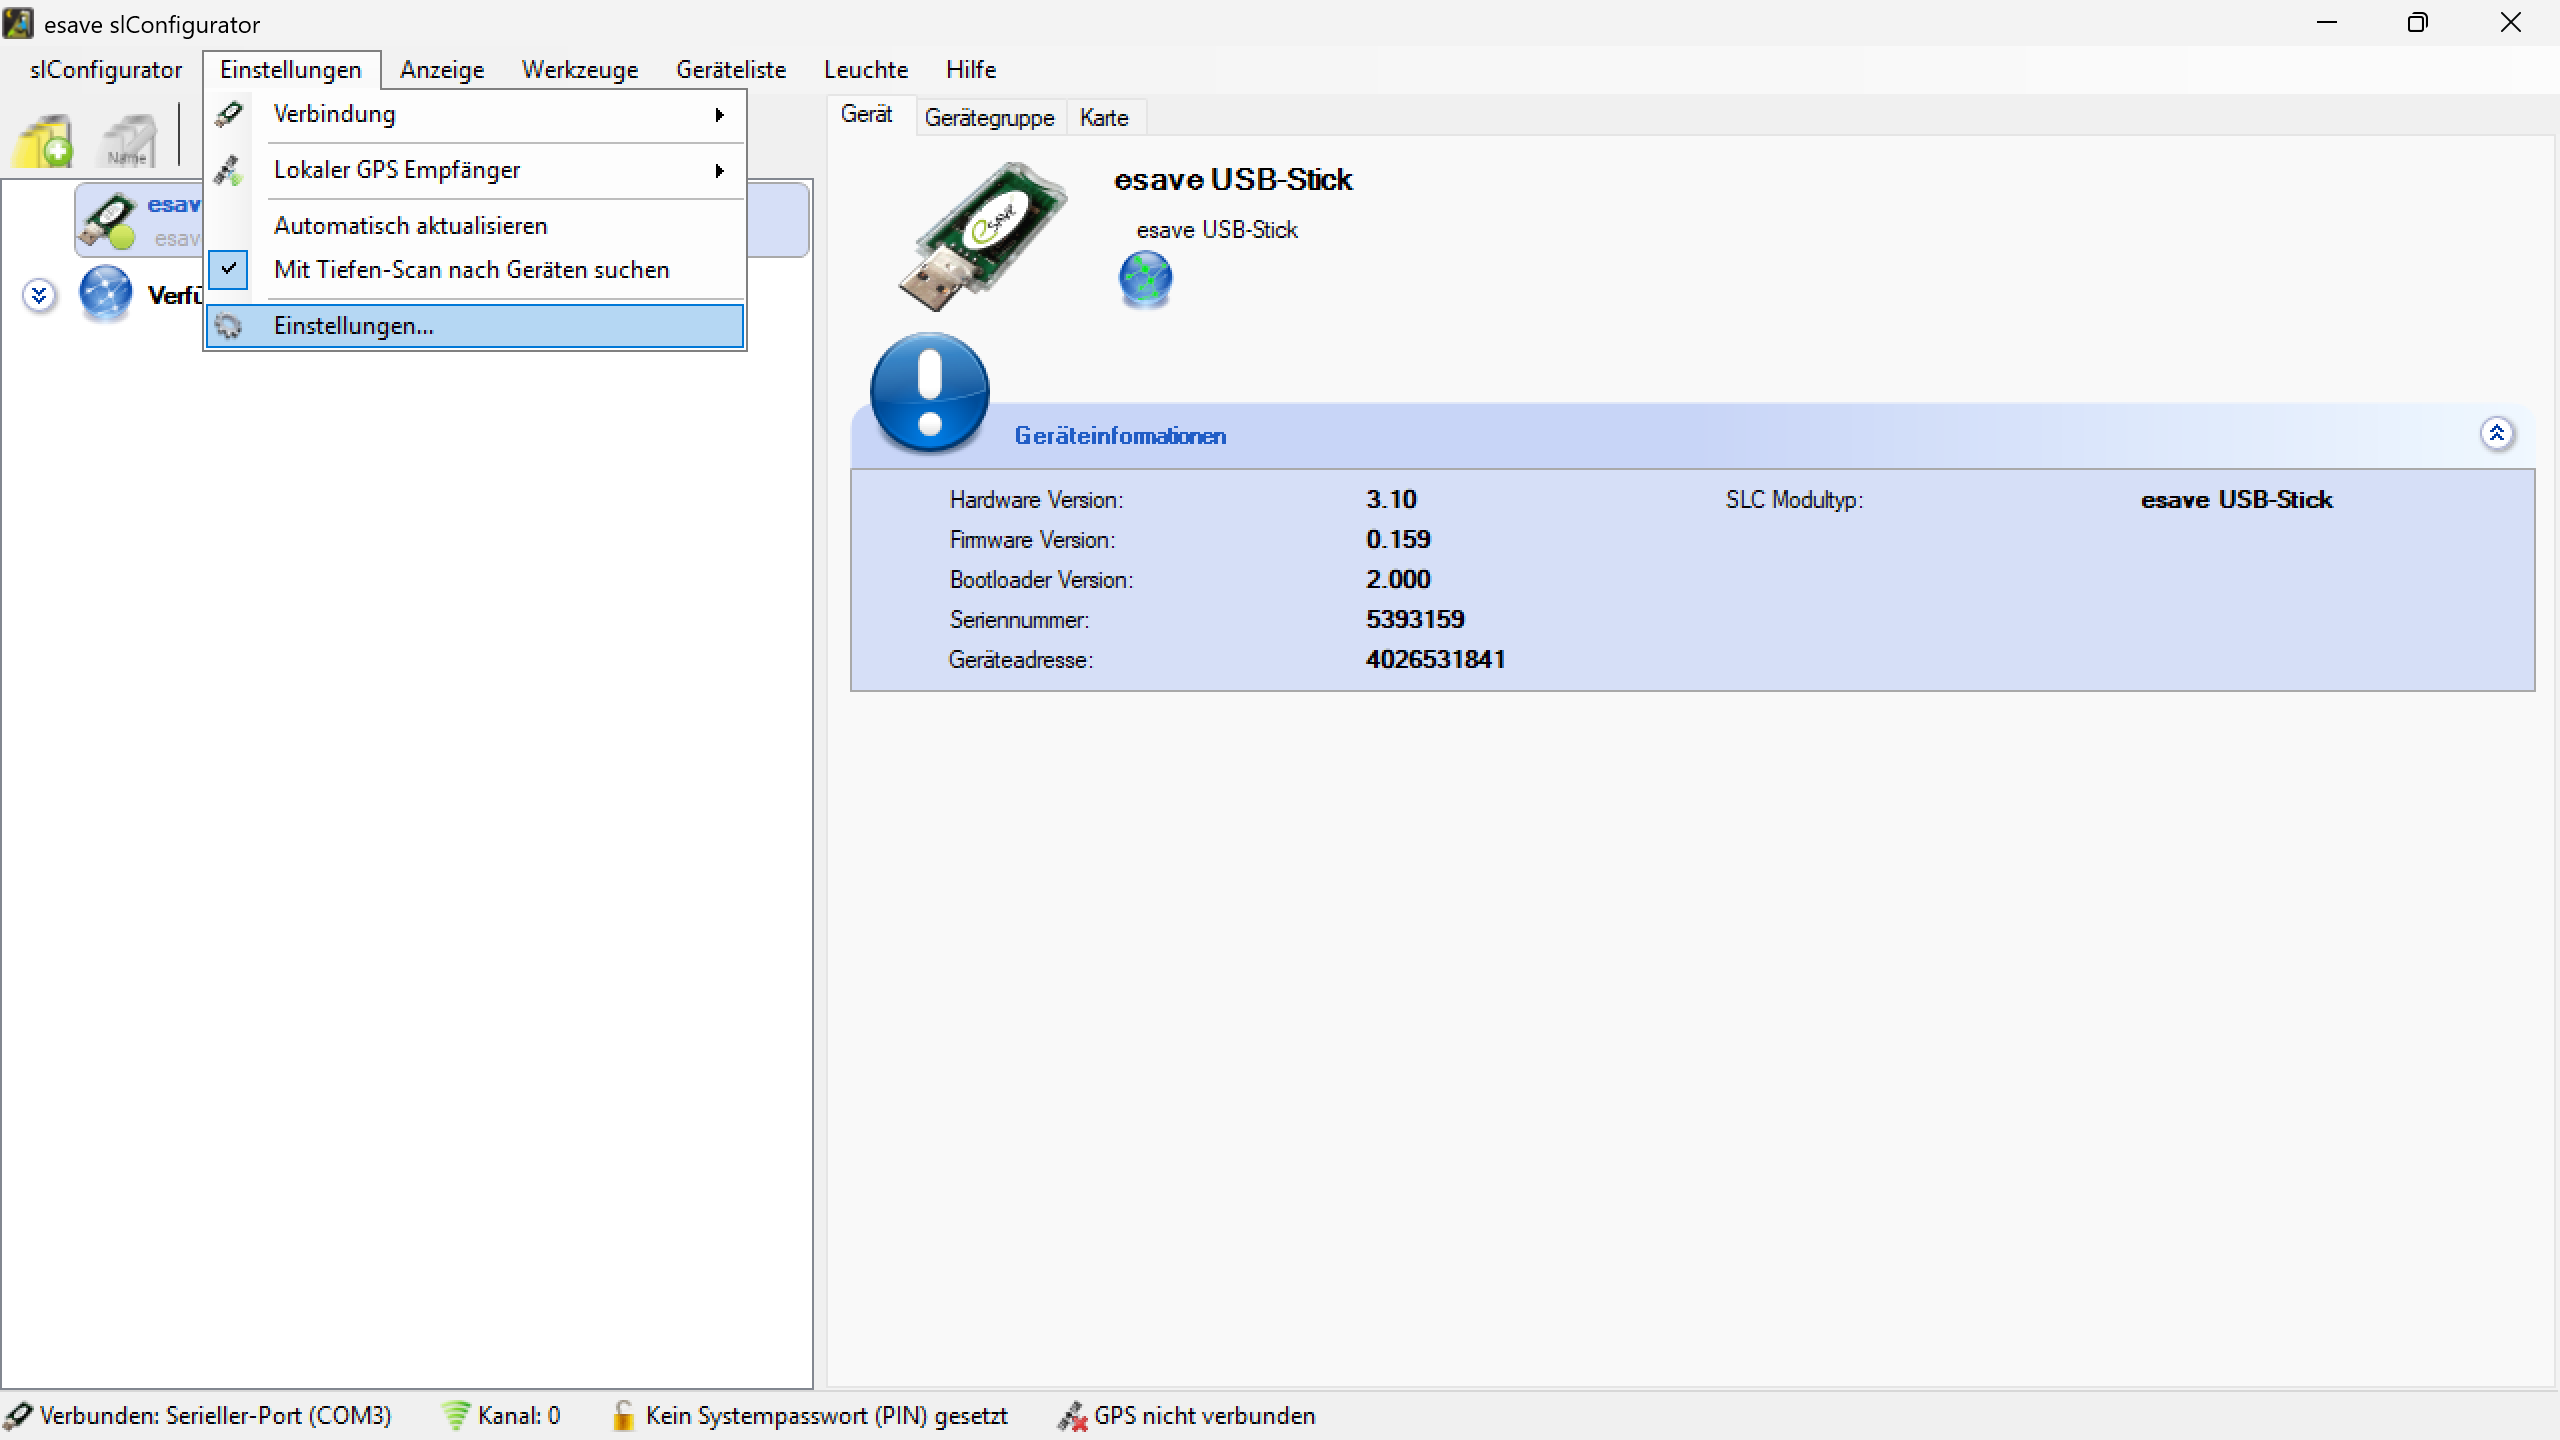 esave slConfigurator
slConfigurator Einstellungen Anzeige Werkzeuge Geräteliste Leuchte Hilfe
Verbindung
Lokaler GPS Empfänger
Automatisch aktualisieren
Mit Tiefen-Scan nach Geräten suchen
Einstellungen...
Name
esav
esav
Verfü
Gerät Gerätegruppe Karte
esave
esave USB-Stick
esave USB-Stick
Geräteinformationen
Hardware Version: 3.10 SLC Modultyp: esave USB-Stick
Firmware Version: 0.159
Bootloader Version: 2.000
Seriennummer: 5393159
Geräteadresse: 4026531841
Verbunden: Serieller-Port (COM3) Kanal: 0 Kein Systempasswort (PIN) gesetzt GPS nicht verbunden